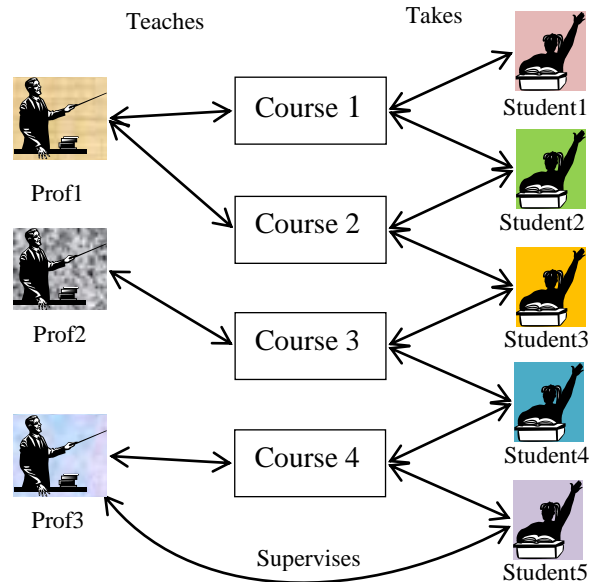 Teaches
Takes
Course 1
Student1
Prof1
Course 2
Student2
Prof2
Course 3
Student3
Course 4
Student4
Prof3
Supervises
Student5